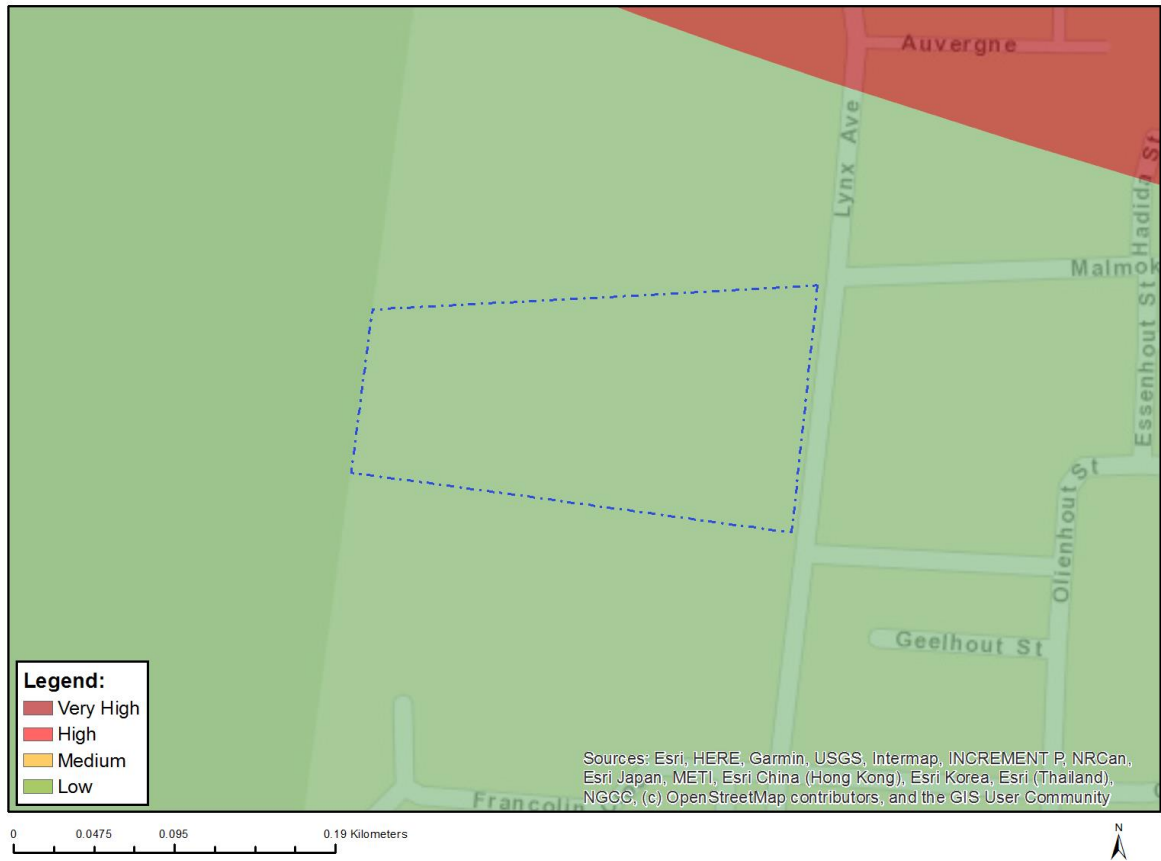 Auvergne
Lynx Ave
Hadida St
Malmok
Essenhout St
Olienhout St
Geelhout St
Legend:
Very High
High
Medium
Low
Sources: Esri, HERE, Garmin, USGS, Intermap, INCREMENT P, NRCan,
Esri Japan, METI, Esri China (Hong Kong), Esri Korea, Esri (Thailand),
NGCC, (c) OpenStreetMap contributors, and the GIS User Community
Francolin
0 0.0475 0.095 0.19 Kilometers
N